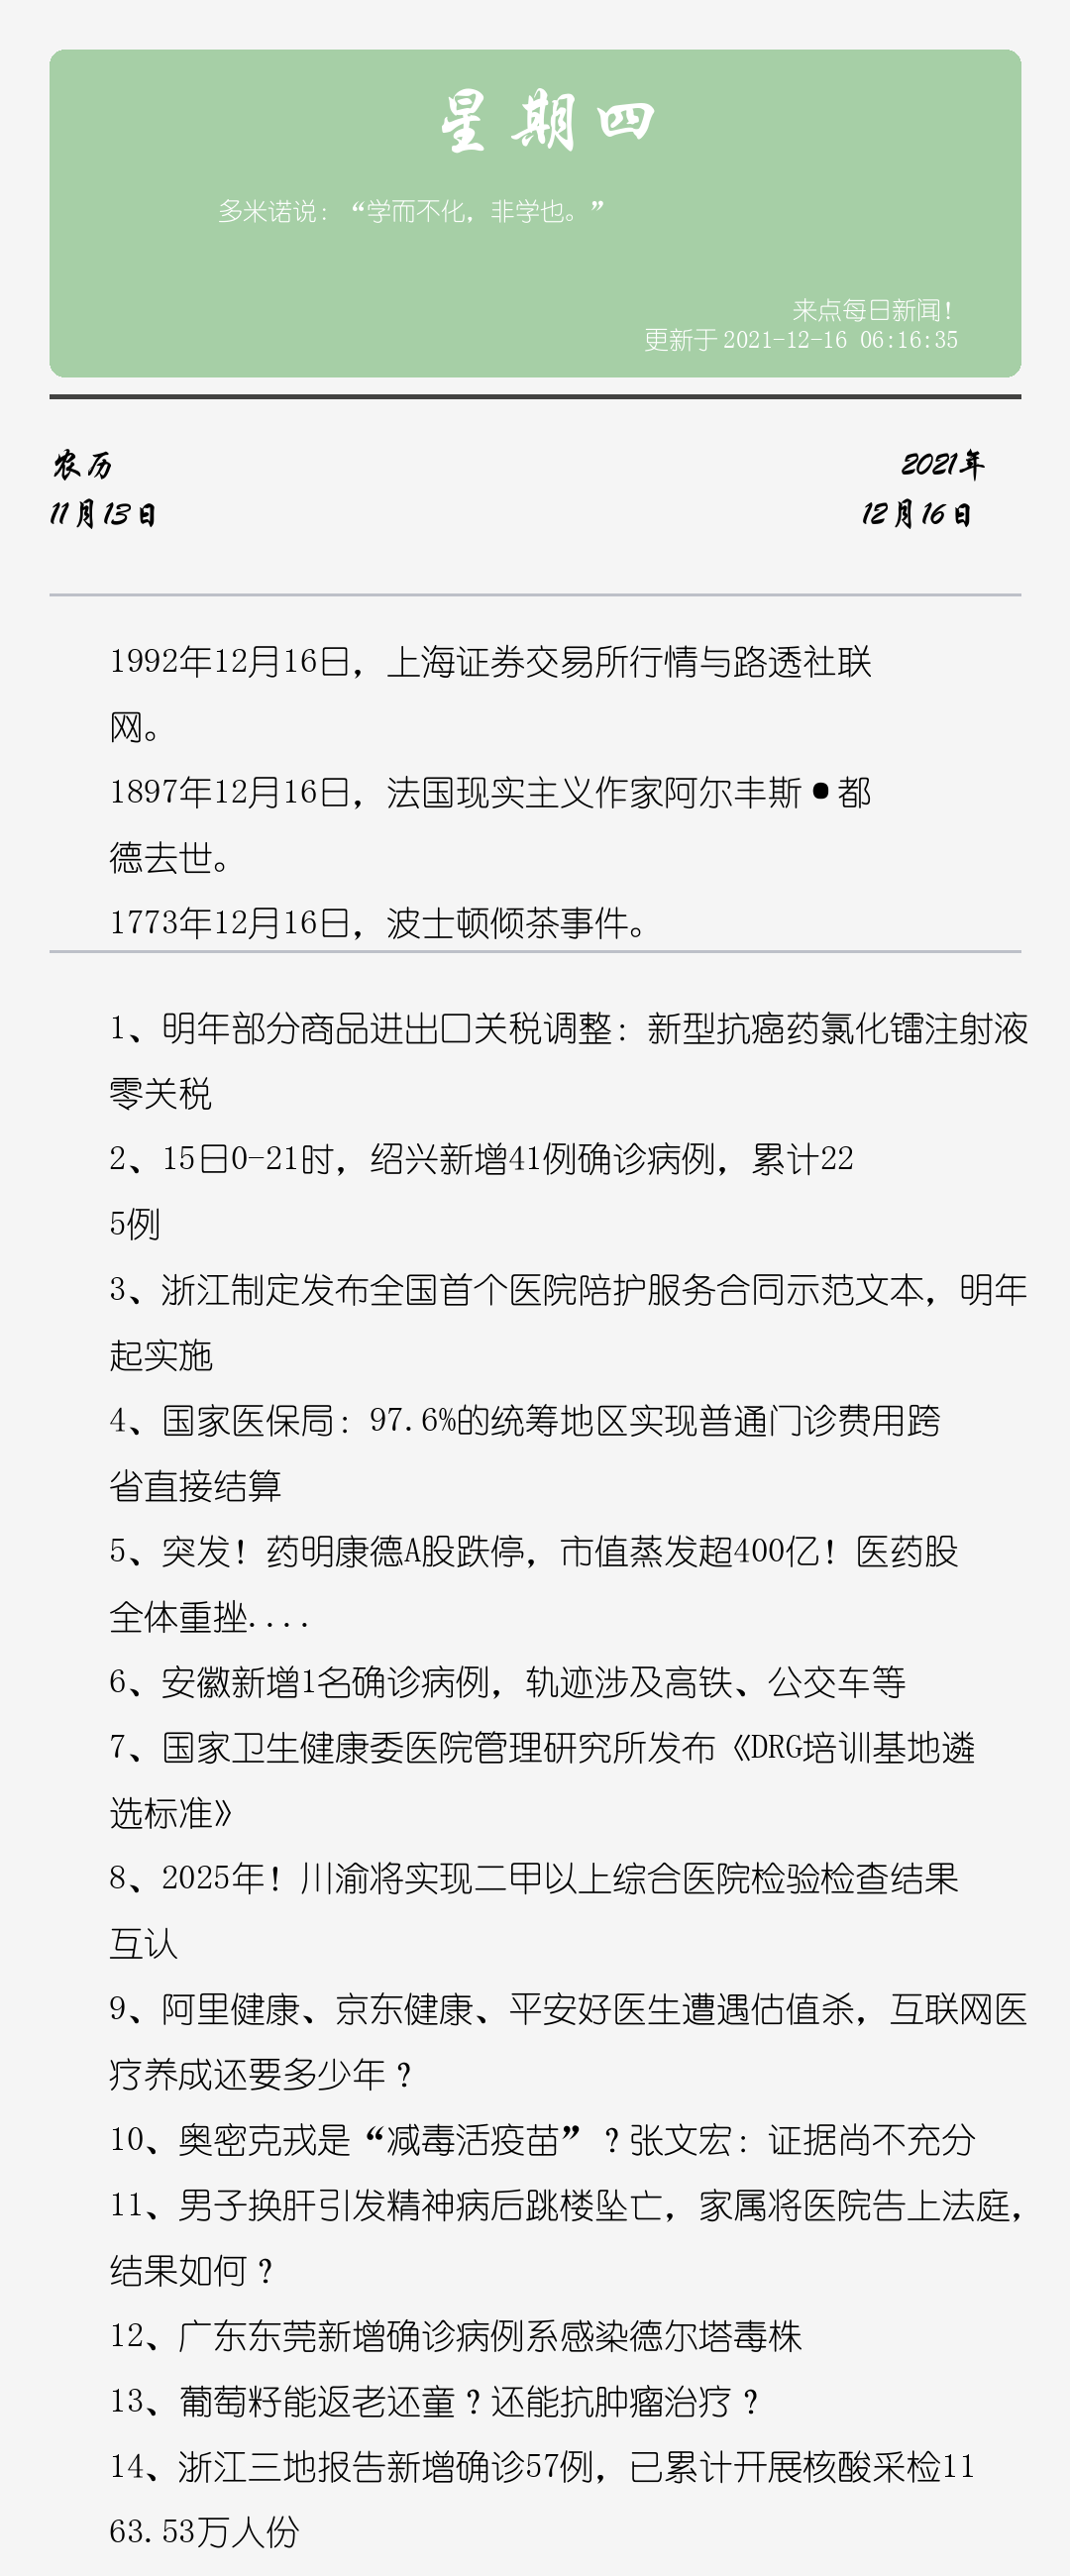 星期四
多米诺说：“学而不化，非学也。”
来点每日新闻！
更新于 2021-12-16 06:16:35
农历
2021年
11月13日
12月16日
1992年12月16日，上海证券交易所行情与路透社联
网。
1897年12月16日，法国现实主义作家阿尔丰斯•都
德去世。
1773年12月16日，波士顿倾茶事件。
1、明年部分商品进出口关税调整：新型抗癌药氯化镭注射液
零关税
2、15日0-21时，绍兴新增41例确诊病例，累计22
5例
3、浙江制定发布全国首个医院陪护服务合同示范文本，明年
起实施
4、国家医保局：97.6%的统筹地区实现普通门诊费用跨
省直接结算
5、突发！药明康德A股跌停，市值蒸发超400亿！医药股
全体重挫....
6、安徽新增1名确诊病例，轨迹涉及高铁、公交车等
7、国家卫生健康委医院管理研究所发布《DRG培训基地遴
选标准》
8、2025年！川渝将实现二甲以上综合医院检验检查结果
互认
9、阿里健康、京东健康、平安好医生遭遇估值杀，互联网医
疗养成还要多少年？
10、奥密克戎是“减毒活疫苗”？张文宏：证据尚不充分
11、男子换肝引发精神病后跳楼坠亡，家属将医院告上法庭，
结果如何？
12、广东东莞新增确诊病例系感染德尔塔毒株
13、葡萄籽能返老还童？还能抗肿瘤治疗？
14、浙江三地报告新增确诊57例，已累计开展核酸采检11
63.53万人份